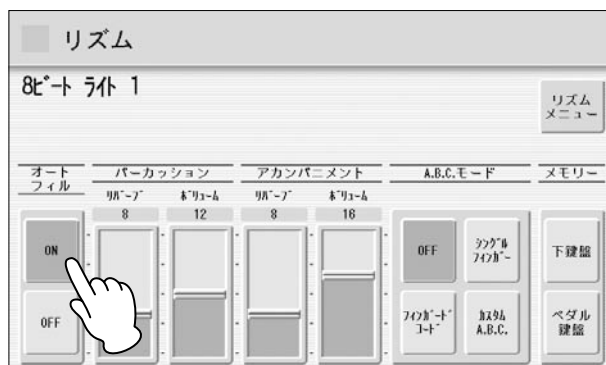 リズム
8ビート ライト 1
リズム
メニュー
オート
フィル
パーカッション
アカンパニメント
A.B.C.モード
メモリー
リバーブ
ボリューム
リバーブ
ボリューム
8
12
8
16
ON
OFF
OFF
シングル
フィンガー
フィンガード
コード
カスタム
A.B.C.
下鍵盤
ペダル
鍵盤